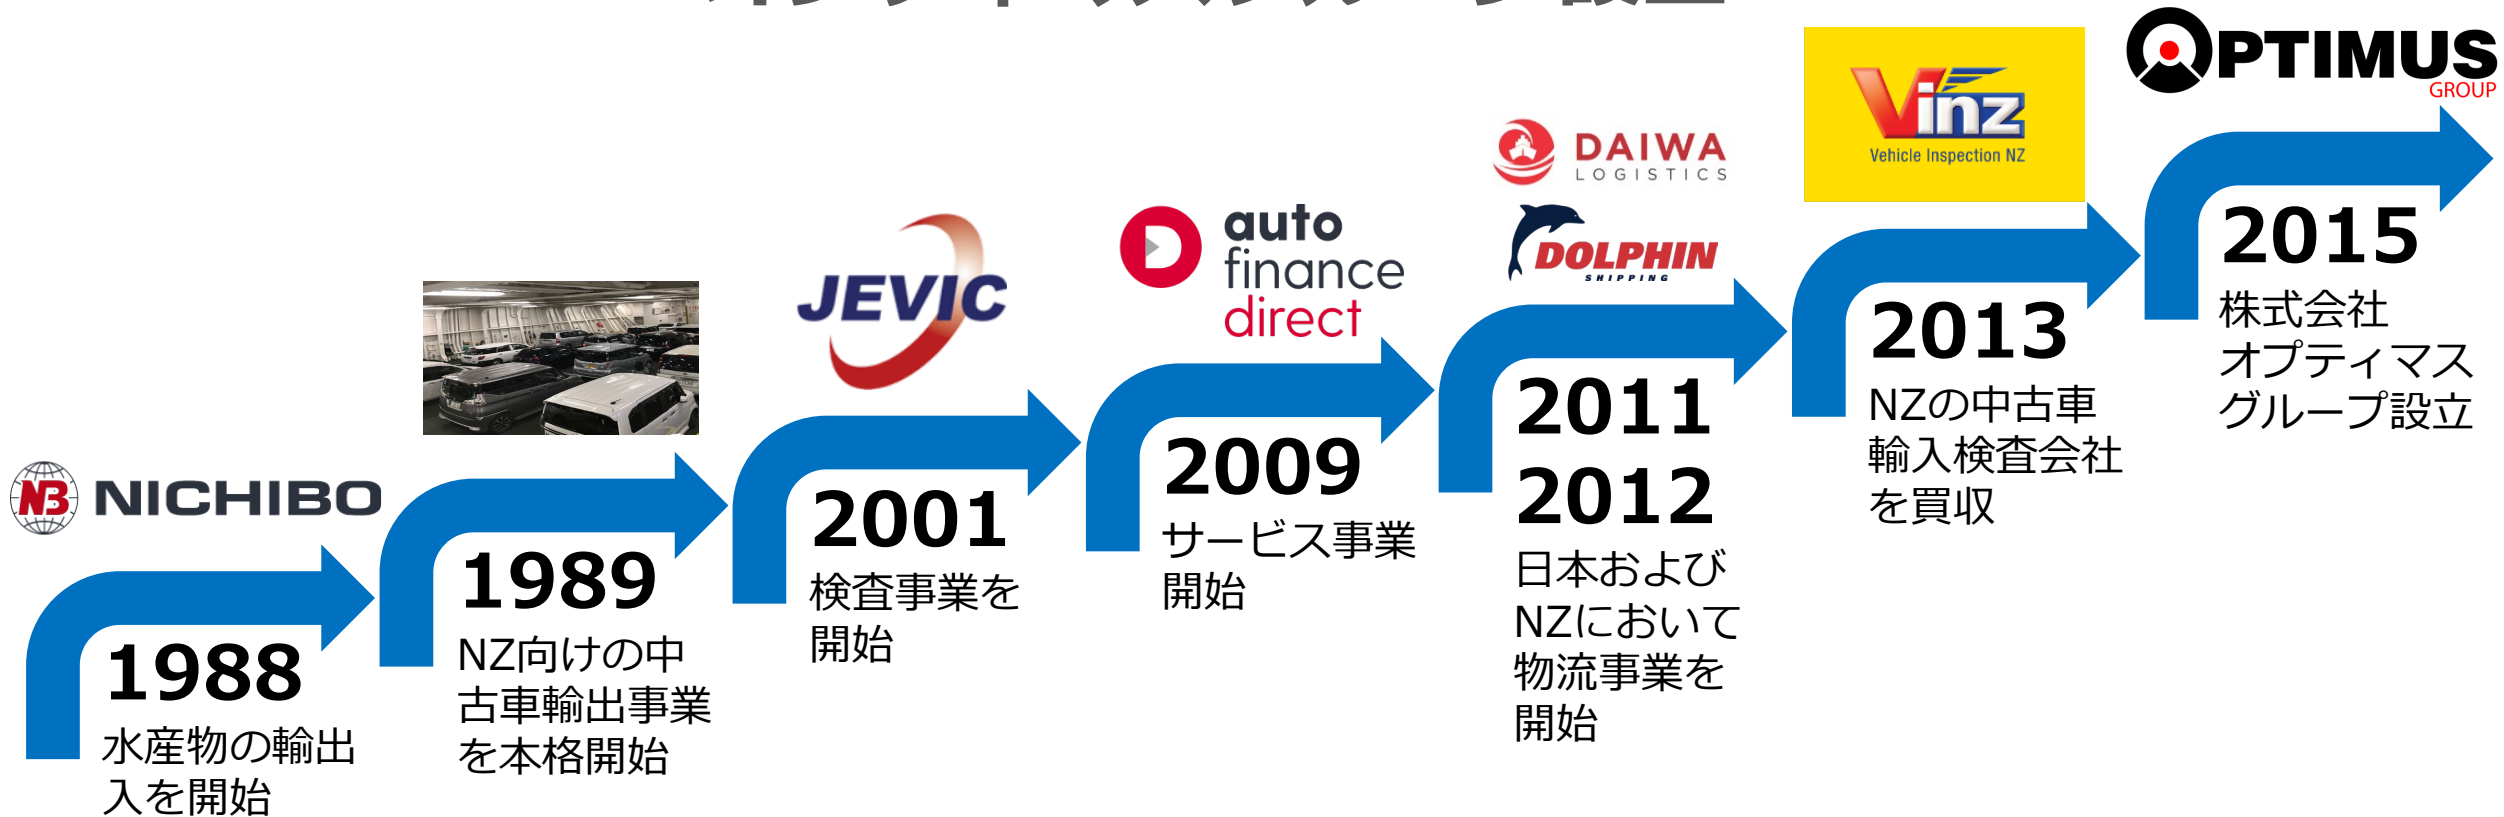 NB NICHIBO
1988
水産物の輸出
入を開始
1989
NZ向けの中
古車輸出事業
を本格開始
JEVIC
2001
検査事業を
開始
auto
finance
direct
2009
サービス事業
開始
DAIWA
LOGISTICS
DOLPHIN
SHIPPING
2011
2012
日本および
NZにおいて
物流事業を
開始
Vinz
Vehicle Inspection NZ
2013
NZの中古車
輸入検査会社
を買収
OPTIMUS
GROUP
2015
株式会社
オプティマス
グループ設立